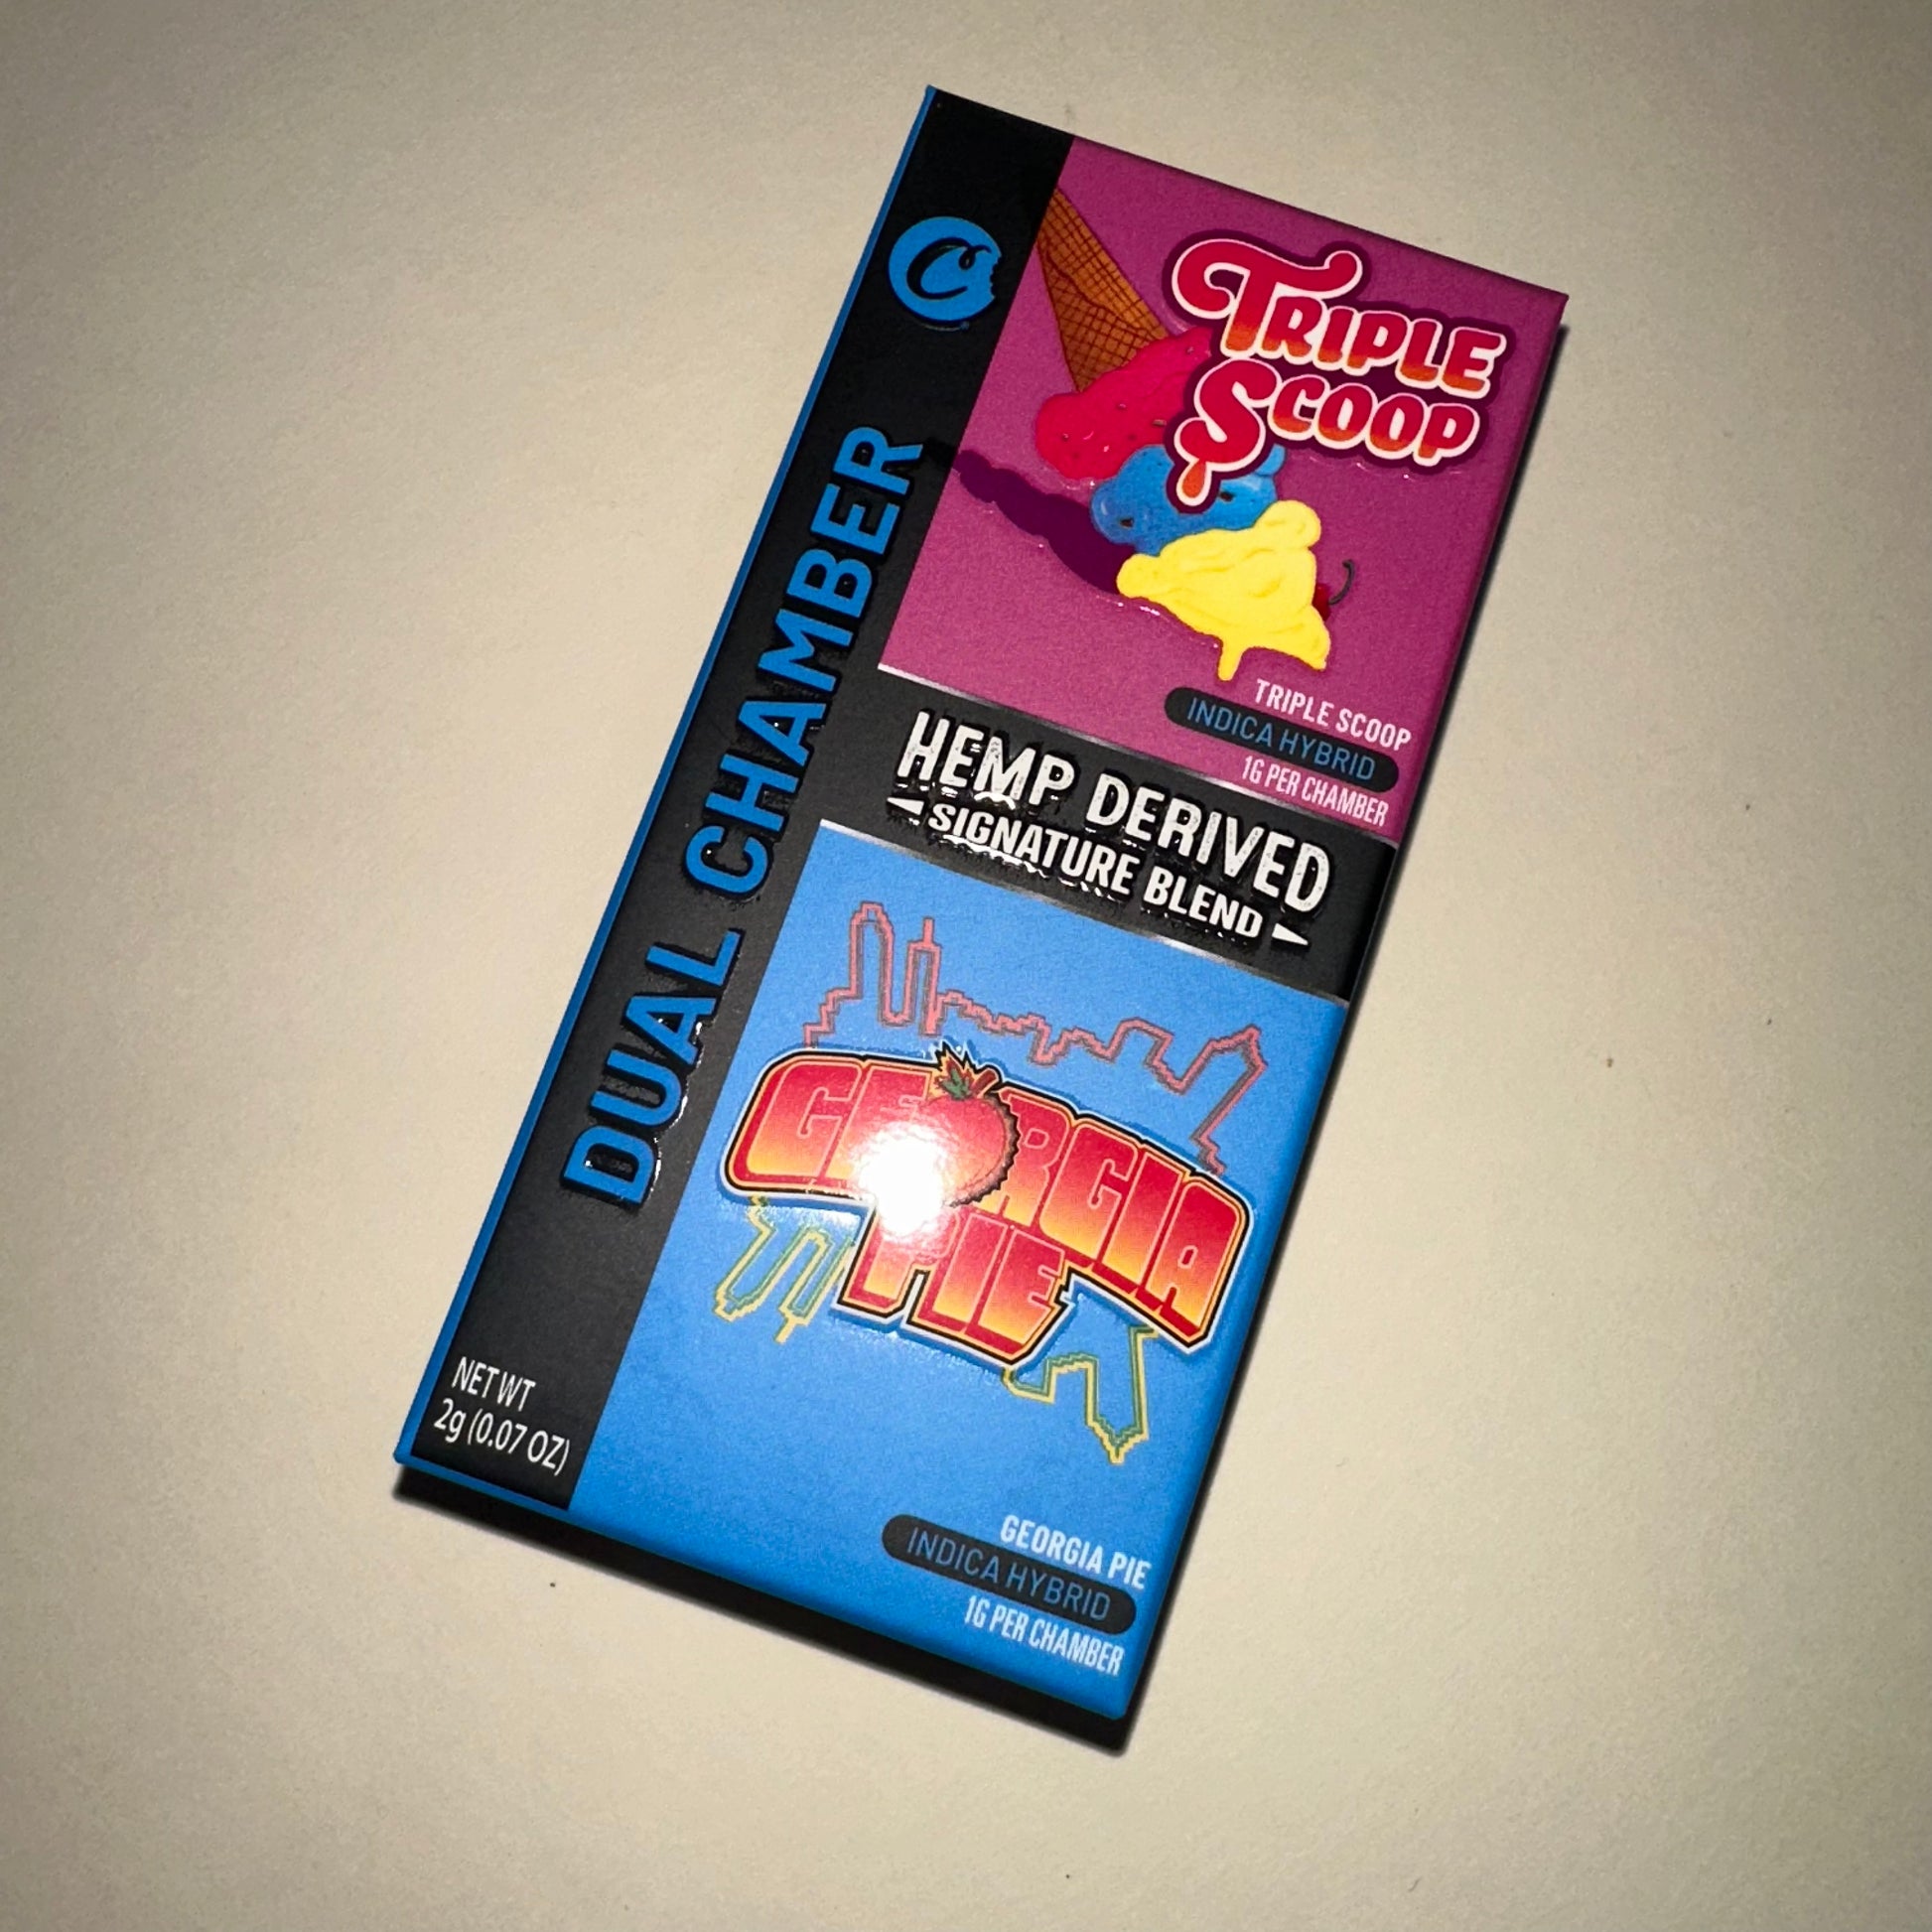 C
DUAL CHAMBER
NET WT
2g (0.07 OZ)
TRIPLE
SCOOP
TRIPLE SCOOP
INDICA HYBRID
1G PER CHAMBER
HEMP DERIVED
SIGNATURE BLEND
GEORGIA
PIE
GEORGIA PIE
INDICA HYBRID
1G PER CHAMBER